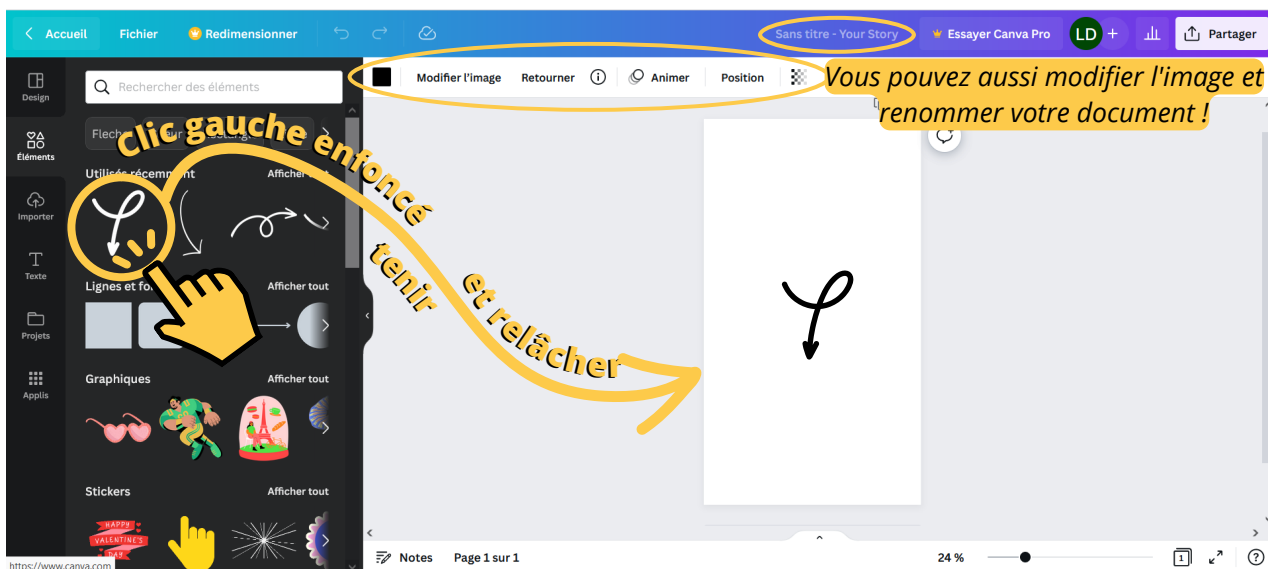 Accueil Fichier Redimensionner Sans titre - Your Story Essayer Canva Pro LD + Partager
Modifier l'image Retourner Animer Position
Vous pouvez aussi modifier l'image et
renommer votre document !
Design
Éléments
Importer
Texte
Projets
Applis
Rechercher des éléments
Clic gauche enfoncé
tenir
et relâcher
Utilisés récemment Afficher tout
Lignes et Afficher tout
Graphiques Afficher tout
Stickers Afficher tout
HAPPY
VALENTINE'S
DAY
https://www.canva.com
Notes Page 1 sur 1 24 % 1 ?